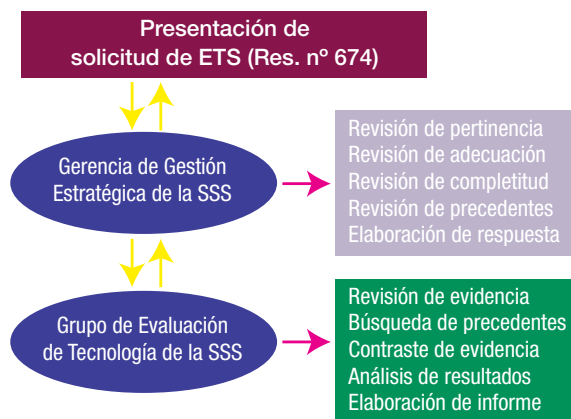 Presentación de
solicitud de ETS (Res. nº 674)
Gerencia de Gestión
Estratégica de la SSS
Revisión de pertinencia
Revisión de adecuación
Revisión de completitud
Revisión de precedentes
Elaboración de respuesta
Grupo de Evaluación
de Tecnología de la SSS
Revisión de evidencia
Búsqueda de precedentes
Contraste de evidencia
Análisis de resultados
Elaboración de informe